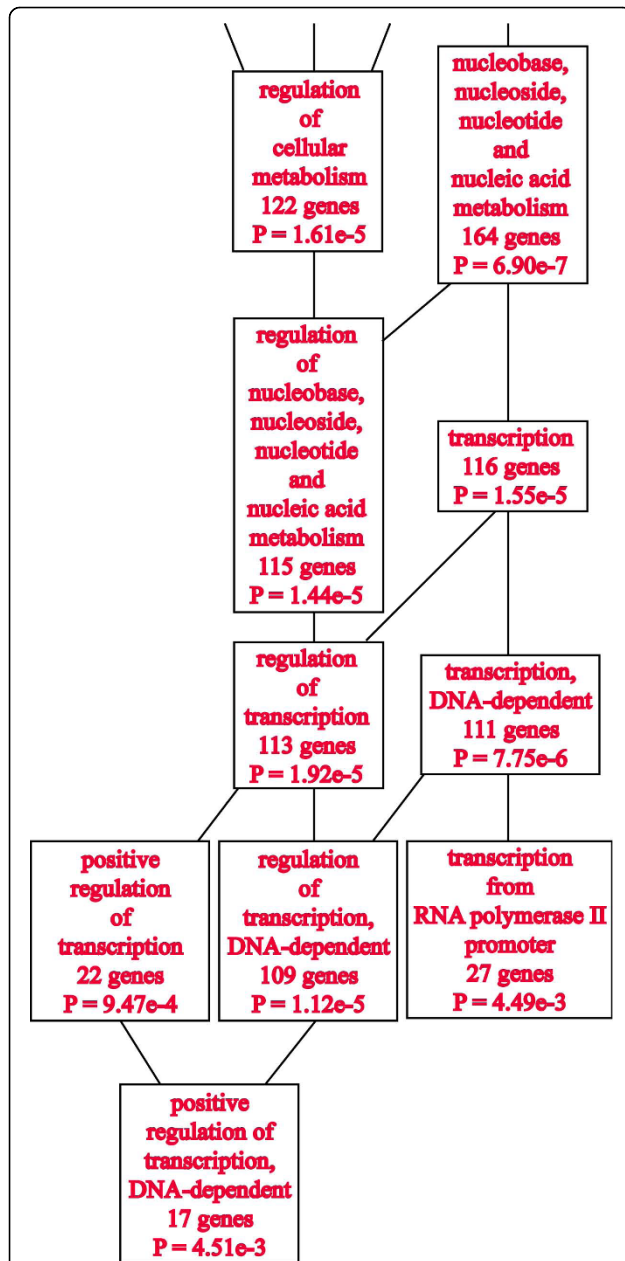 regulation
of
cellular
metabolism
122 genes
P = 1.61e-5
nucleobase,
nucleoside,
nucleotide
and
nucleic acid
metabolism
164 genes
P = 6.90e-7
regulation
of
nucleobase,
nucleoside,
nucleotide
and
nucleic acid
metabolism
115 genes
P = 1.44e-5
transcription
116 genes
P = 1.55e-5
regulation
of
transcription
113 genes
P = 1.92e-5
transcription,
DNA-dependent
111 genes
P = 7.75e-6
positive
regulation
of
transcription
22 genes
P = 9.47e-4
regulation
of
transcription,
DNA-dependent
109 genes
P = 1.12e-5
transcription
from
RNA polymerase II
promoter
27 genes
P = 4.49e-3
positive
regulation of
transcription,
DNA-dependent
17 genes
P = 4.51e-3